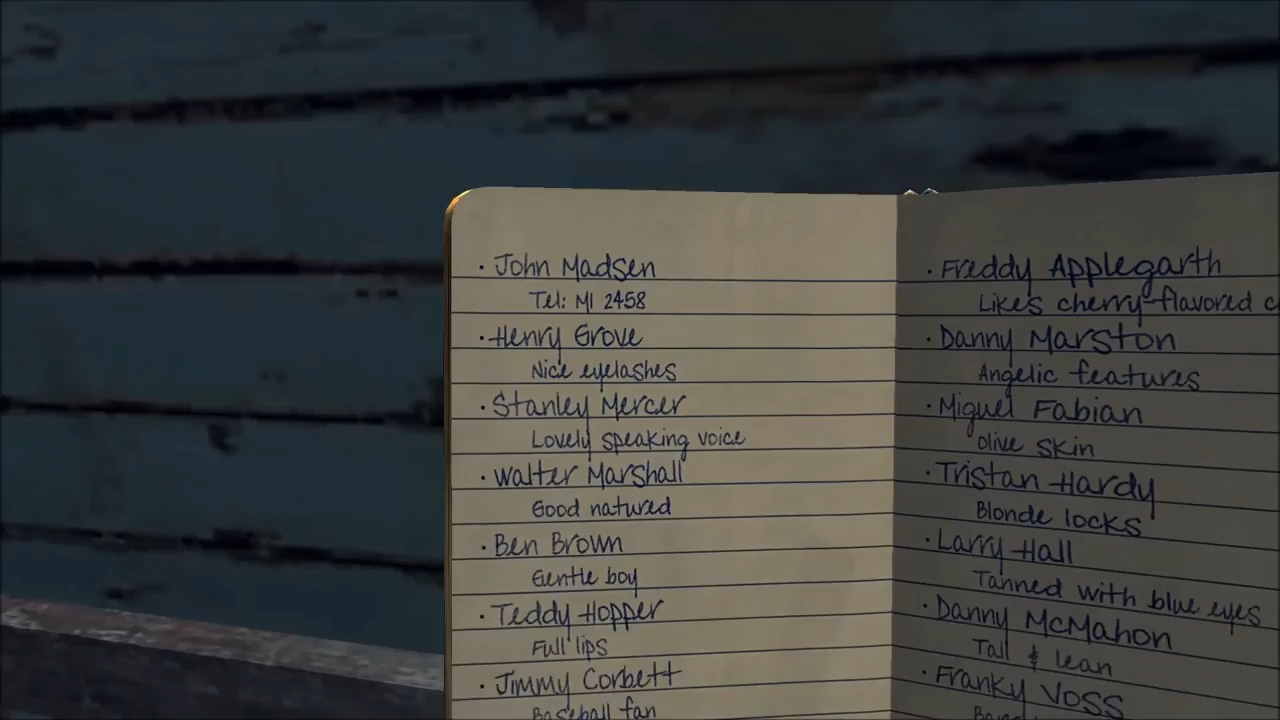 · John Madsen
Tel: MI 2458
· Henry Grove
Nice eyelashes
· Stanley Mercer
Lovely speaking voice
· Walter Marshall
Good natured
· Ben Brown
Gentle boy
· Teddy Hopper
Full lips
· Jimmy Corbett
Baseball fan
· Freddy Applegarth
Likes cherry-flavored
· Danny Marston
Angelic features
· Miguel Fabian
olive skin
· Tristan Hardy
Blonde locks
· Larry Hall
Tanned with blue eyes
· Danny McMahon
Tall & lean
· Franky Voss